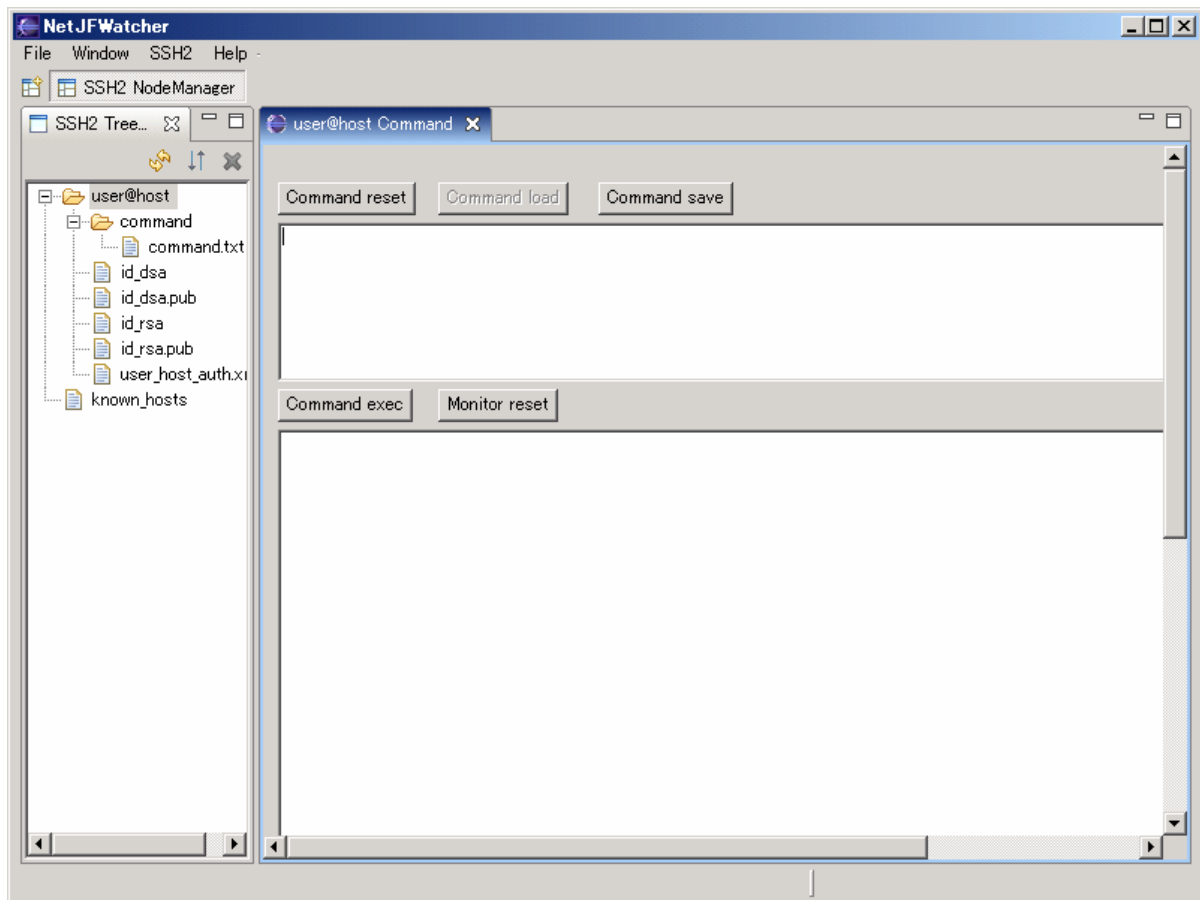 NetJFWatcher
File Window SSH2 Help
SSH2 NodeManager
SSH2 Tree...
user@host Command
user@host
command
command.txt
id_dsa
id_dsa.pub
id_rsa
id_rsa.pub
user_host_auth.x
known_hosts
Command reset Command load Command save
Command exec Monitor reset